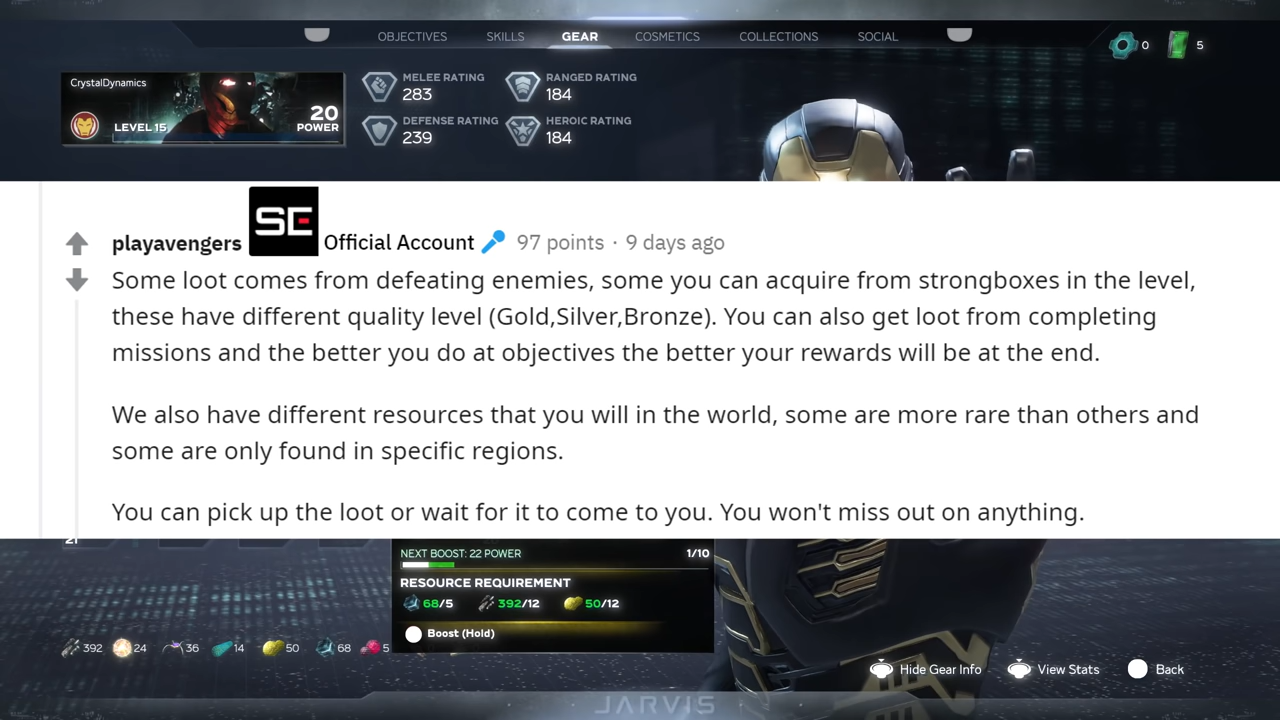 OBJECTIVES SKILLS GEAR COSMETICS COLLECTIONS SOCIAL
0 5
CrystalDynamics
LEVEL 15
20
POWER
MELEE RATING
283
RANGED RATING
184
DEFENSE RATING
239
HEROIC RATING
184
playavengers SE Official Account 97 points · 9 days ago
Some loot comes from defeating enemies, some you can acquire from strongboxes in the level,
these have different quality level (Gold,Silver,Bronze). You can also get loot from completing
missions and the better you do at objectives the better your rewards will be at the end.
We also have different resources that you will in the world, some are more rare than others and
some are only found in specific regions.
You can pick up the loot or wait for it to come to you. You won't miss out on anything.
NEXT BOOST: 22 POWER 1/10
RESOURCE REQUIREMENT
68/5 392/12 50/12
Boost (Hold)
392 24 36 14 50 68 5
Hide Gear Info View Stats Back
JARVIS